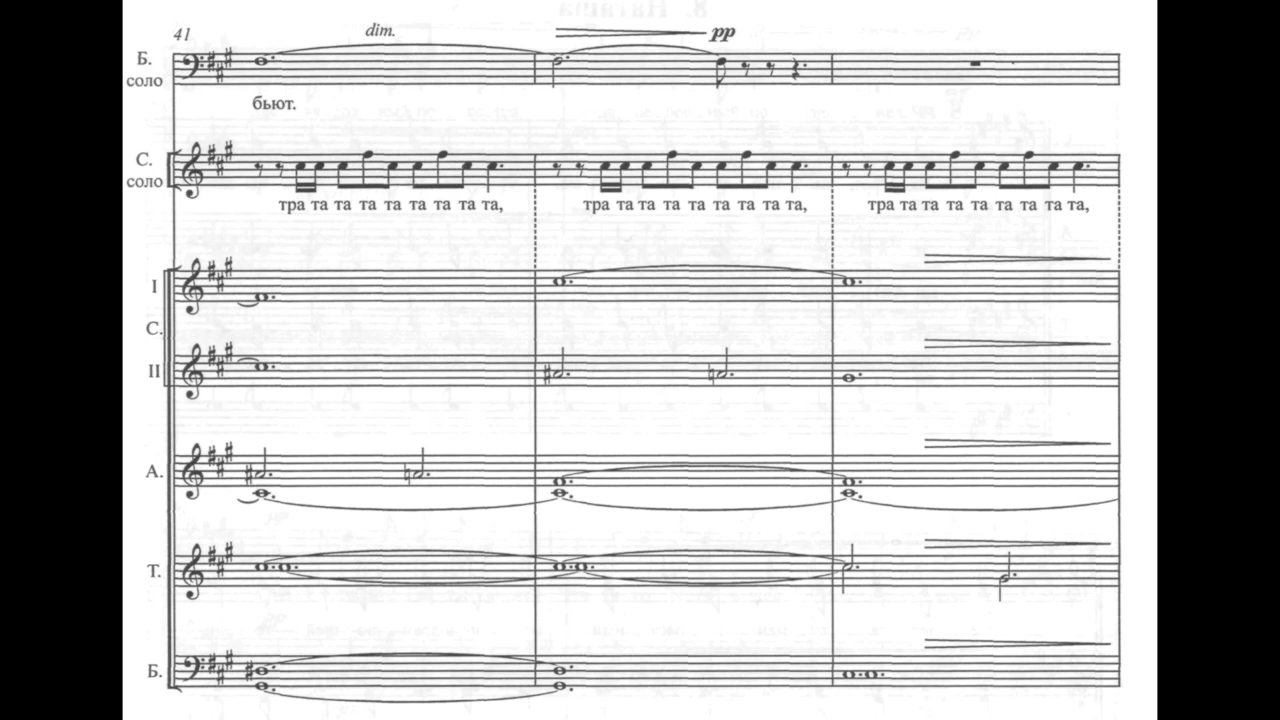 41 dim. pp
Б.
соло
бьют.
С.
соло
тра та та та та та та та та, тра та та та та та та та та, тра та та та та та та та та,
I
С.
II
А.
Т.
Б.